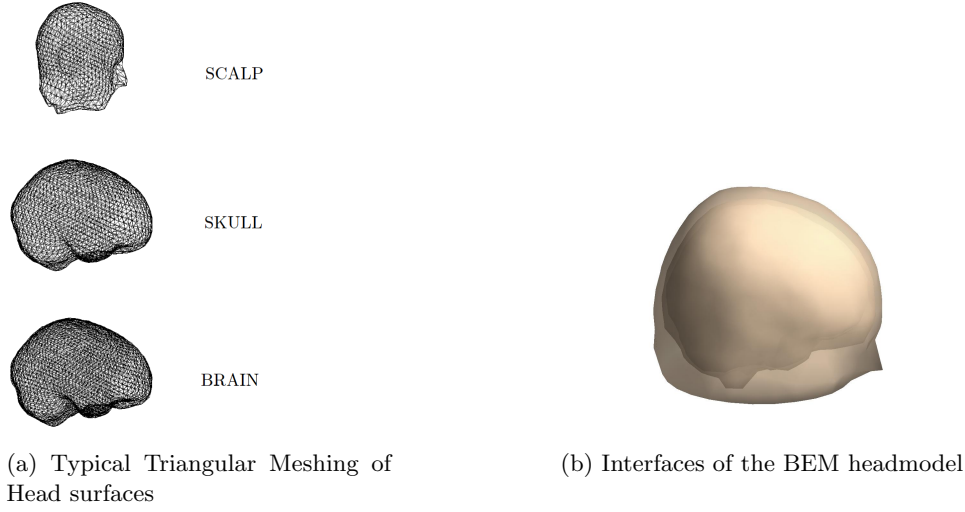 SCALP
SKULL
BRAIN
(a) Typical Triangular Meshing of
Head surfaces
(b) Interfaces of the BEM headmodel